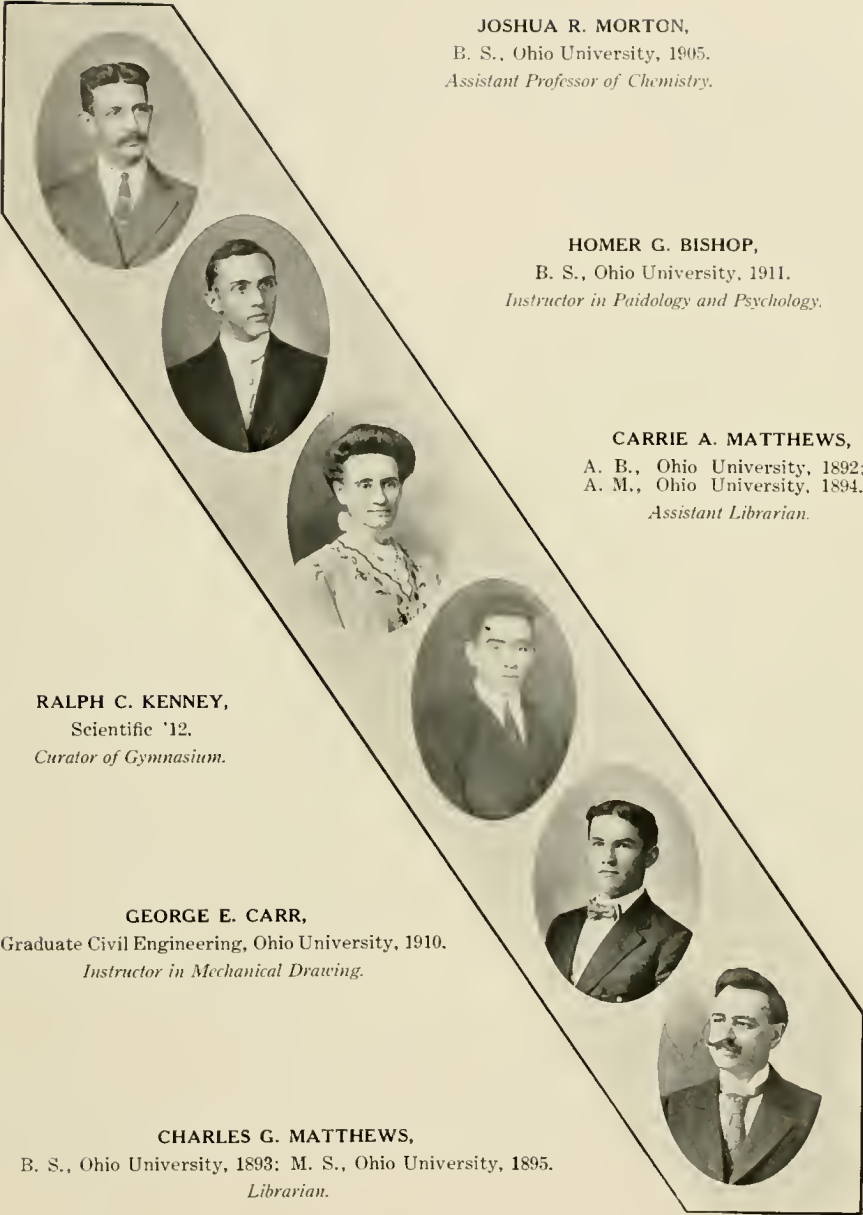 JOSHUA R. MORTON,
B. S., Ohio University, 1905.
Assistant Professor of Chemistry.
HOMER G. BISHOP,
B. S., Ohio University, 1911.
Instructor in Paidology and Psychology.
CARRIE A. MATTHEWS,
A. B., Ohio University, 1892;
A. M., Ohio University, 1894.
Assistant Librarian.
RALPH C. KENNEY,
Scientific '12.
Curator of Gymnasium.
GEORGE E. CARR,
Graduate Civil Engineering, Ohio University, 1910.
Instructor in Mechanical Drawing.
CHARLES G. MATTHEWS,
B. S., Ohio University, 1893; M. S., Ohio University, 1895.
Librarian.